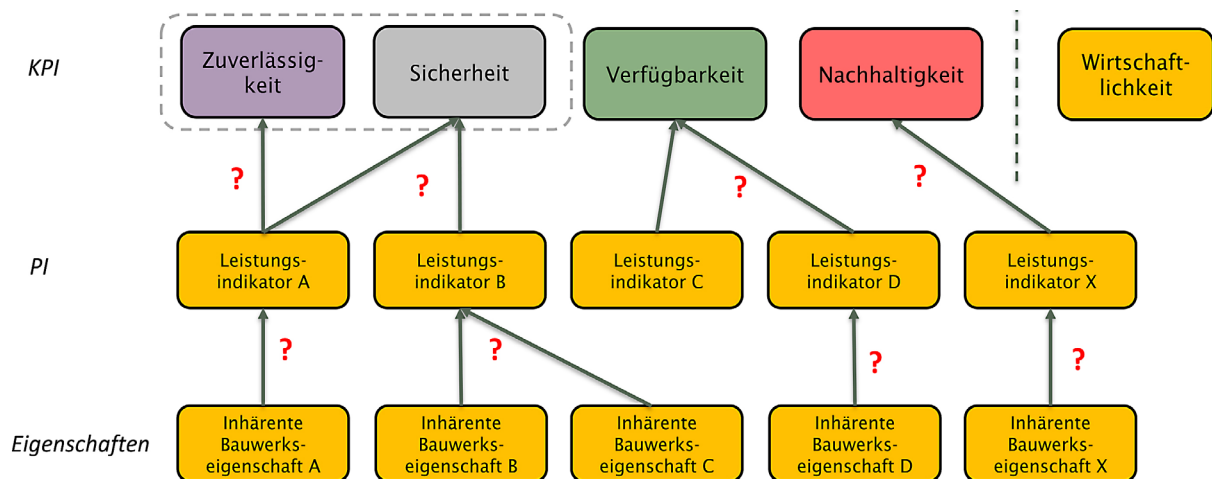 KPI
Zuverlässig-
keit
Sicherheit
Verfügbarkeit
Nachhaltigkeit
Wirtschaft-
lichkeit
?
?
?
?
PI
Leistungs-
indikator A
Leistungs-
indikator B
Leistungs-
indikator C
Leistungs-
indikator D
Leistungs-
indikator X
?
?
?
?
Eigenschaften
Inhärente
Bauwerks-
eigenschaft A
Inhärente
Bauwerks-
eigenschaft B
Inhärente
Bauwerks-
eigenschaft C
Inhärente
Bauwerks-
eigenschaft D
Inhärente
Bauwerks-
eigenschaft X